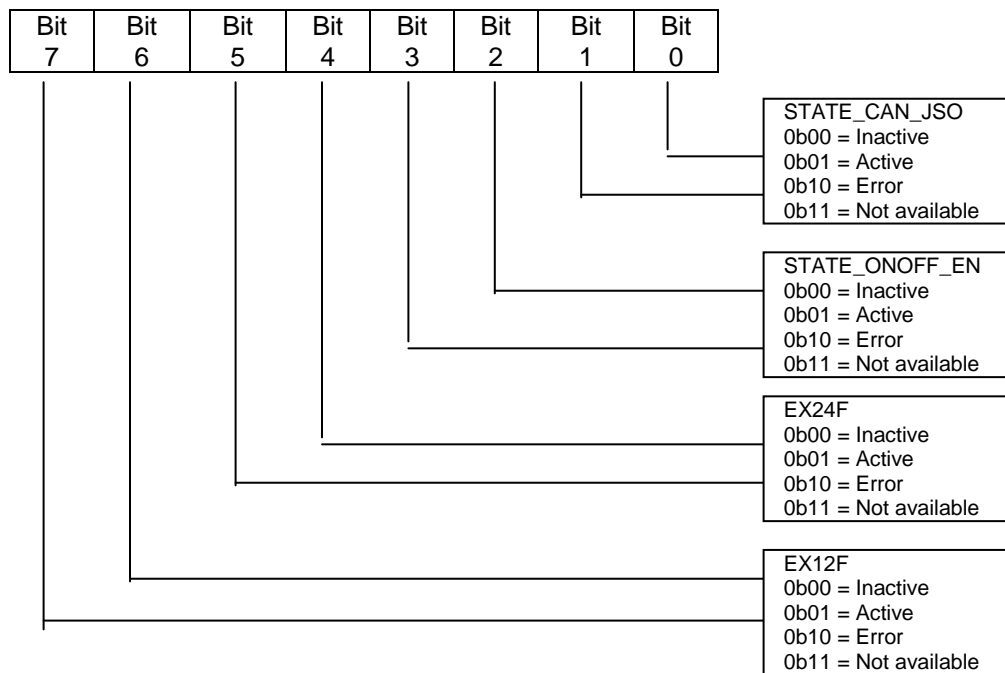 Bit Bit Bit Bit Bit Bit Bit Bit
7 6 5 4 3 2 1 0
STATE_CAN_JSO
0b00 = Inactive
0b01 = Active
0b10 = Error
0b11 = Not available
STATE_ONOFF_EN
0b00 = Inactive
0b01 = Active
0b10 = Error
0b11 = Not available
EX24F
0b00 = Inactive
0b01 = Active
0b10 = Error
0b11 = Not available
EX12F
0b00 = Inactive
0b01 = Active
0b10 = Error
0b11 = Not available